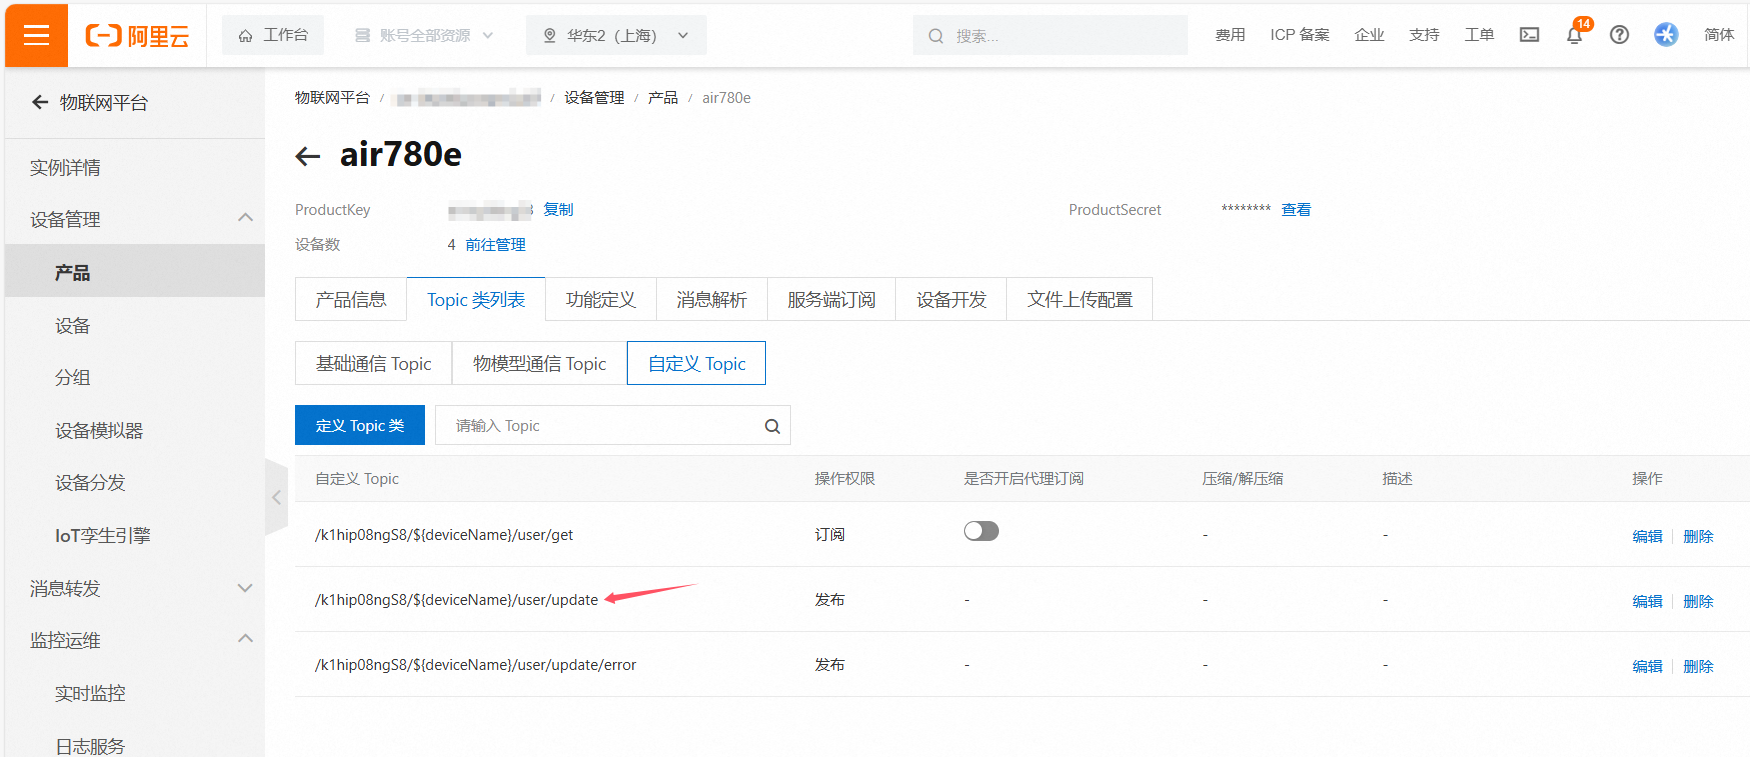 阿里云
工作台
账号全部资源
华东2（上海）
搜索...
费用
ICP 备案
企业
支持
工单
14
简体
物联网平台
实例详情
设备管理
产品
设备
分组
设备模拟器
设备分发
IoT孪生引擎
消息转发
监控运维
实时监控
日志服务
物联网平台 / / 设备管理 / 产品 / air780e
air780e
ProductKey 复制
ProductSecret ******** 查看
设备数 4 前往管理
产品信息 Topic 类列表 功能定义 消息解析 服务端订阅 设备开发 文件上传配置
基础通信 Topic 物模型通信 Topic 自定义 Topic
定义 Topic 类 请输入 Topic
自定义 Topic 操作权限 是否开启代理订阅 压缩/解压缩 描述 操作
/k1hip08ngS8/${deviceName}/user/get 订阅 - - 编辑 删除
/k1hip08ngS8/${deviceName}/user/update 发布 - - - 编辑 删除
/k1hip08ngS8/${deviceName}/user/update/error 发布 - - - 编辑 删除